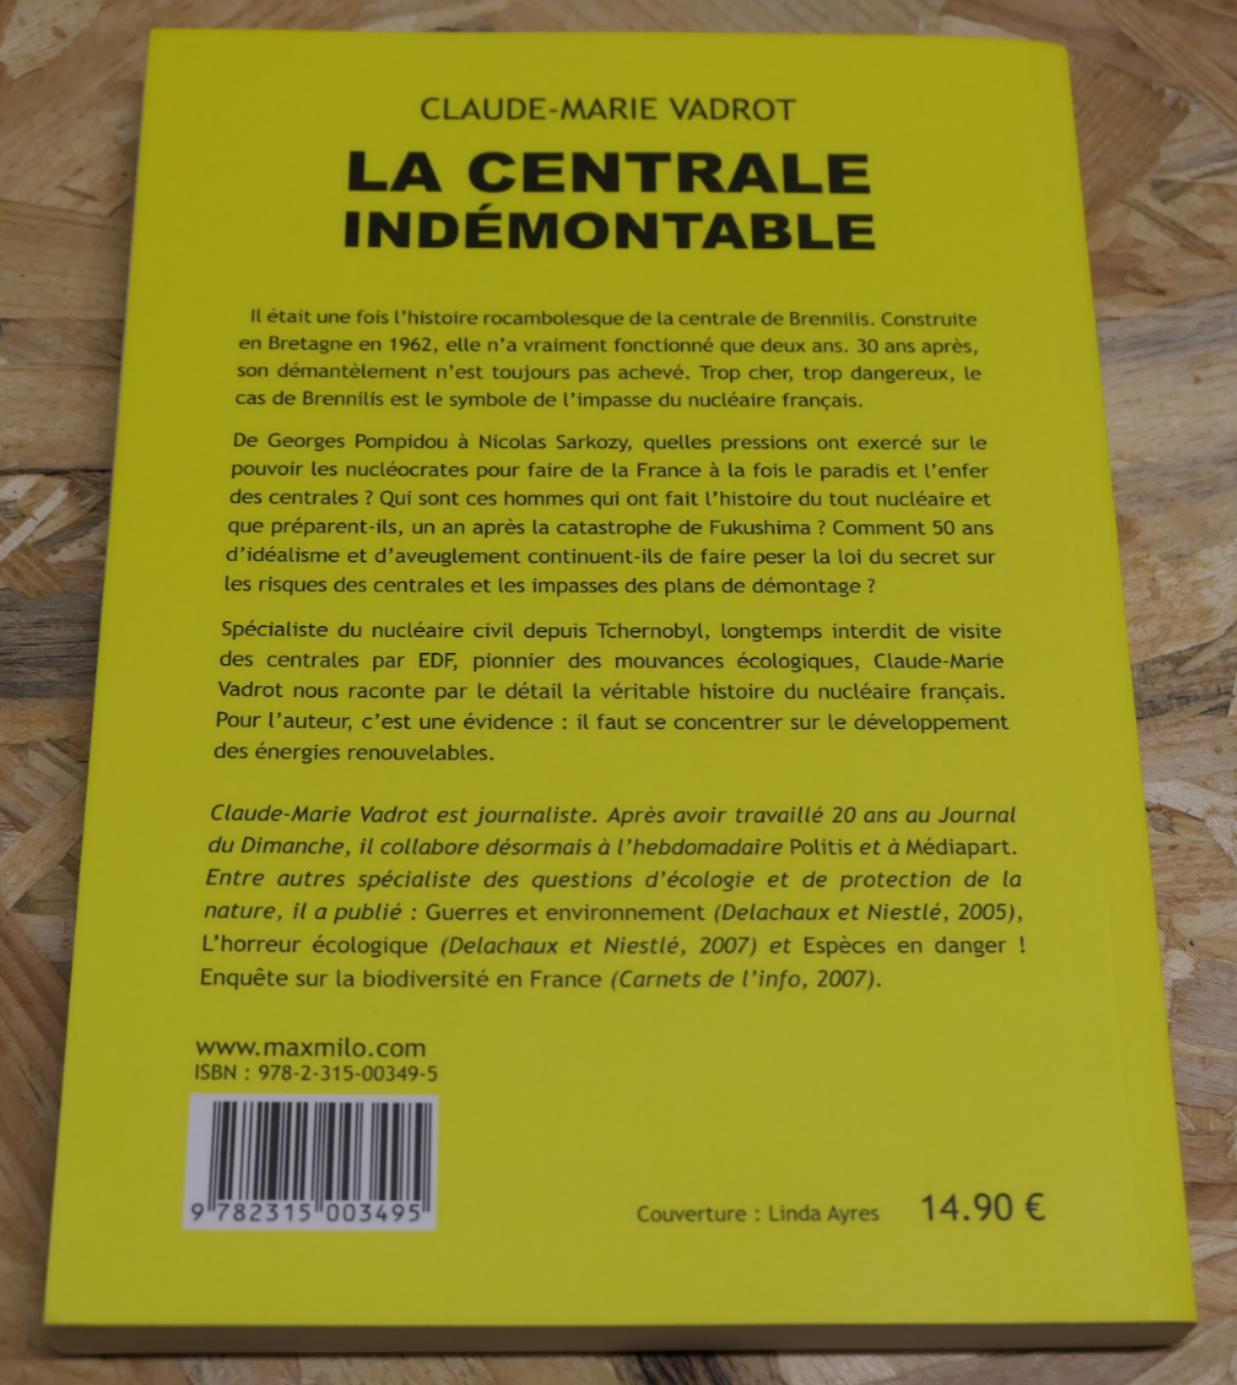 CLAUDE-MARIE VADROT
LA CENTRALE
INDÉMONTABLE
Il était une fois l'histoire rocambolesque de la centrale de Brennilis. Construite
en Bretagne en 1962, elle n'a vraiment fonctionné que deux ans. 30 ans après,
son démantèlement n'est toujours pas achevé. Trop cher, trop dangereux, le
cas de Brennilis est le symbole de l'impasse du nucléaire français.
De Georges Pompidou à Nicolas Sarkozy, quelles pressions ont exercé sur le
pouvoir les nucléocrates pour faire de la France à la fois le paradis et l'enfer
des centrales ? Qui sont ces hommes qui ont fait l'histoire du tout nucléaire et
que préparent-ils, un an après la catastrophe de Fukushima ? Comment 50 ans
d'idéalisme et d'aveuglement continuent-ils de faire peser la loi du secret sur
les risques des centrales et les impasses des plans de démontage ?
Spécialiste du nucléaire civil depuis Tchernobyl, longtemps interdit de visite
des centrales par EDF, pionnier des mouvances écologiques, Claude-Marie
Vadrot nous raconte par le détail la véritable histoire du nucléaire français.
Pour l'auteur, c'est une évidence : il faut se concentrer sur le développement
des énergies renouvelables.
Claude-Marie Vadrot est journaliste. Après avoir travaillé 20 ans au Journal
du Dimanche, il collabore désormais à l'hebdomadaire Politis et à Médiapart.
Entre autres spécialiste des questions d'écologie et de protection de la
nature, il a publié : Guerres et environnement (Delachaux et Niestlé, 2005),
L'horreur écologique (Delachaux et Niestlé, 2007) et Espèces en danger !
Enquête sur la biodiversité en France (Carnets de l'info, 2007).
www.maxmilo.com
ISBN : 978-2-315-00349-5
9 782315 003495
Couverture : Linda Ayres 14.90 €